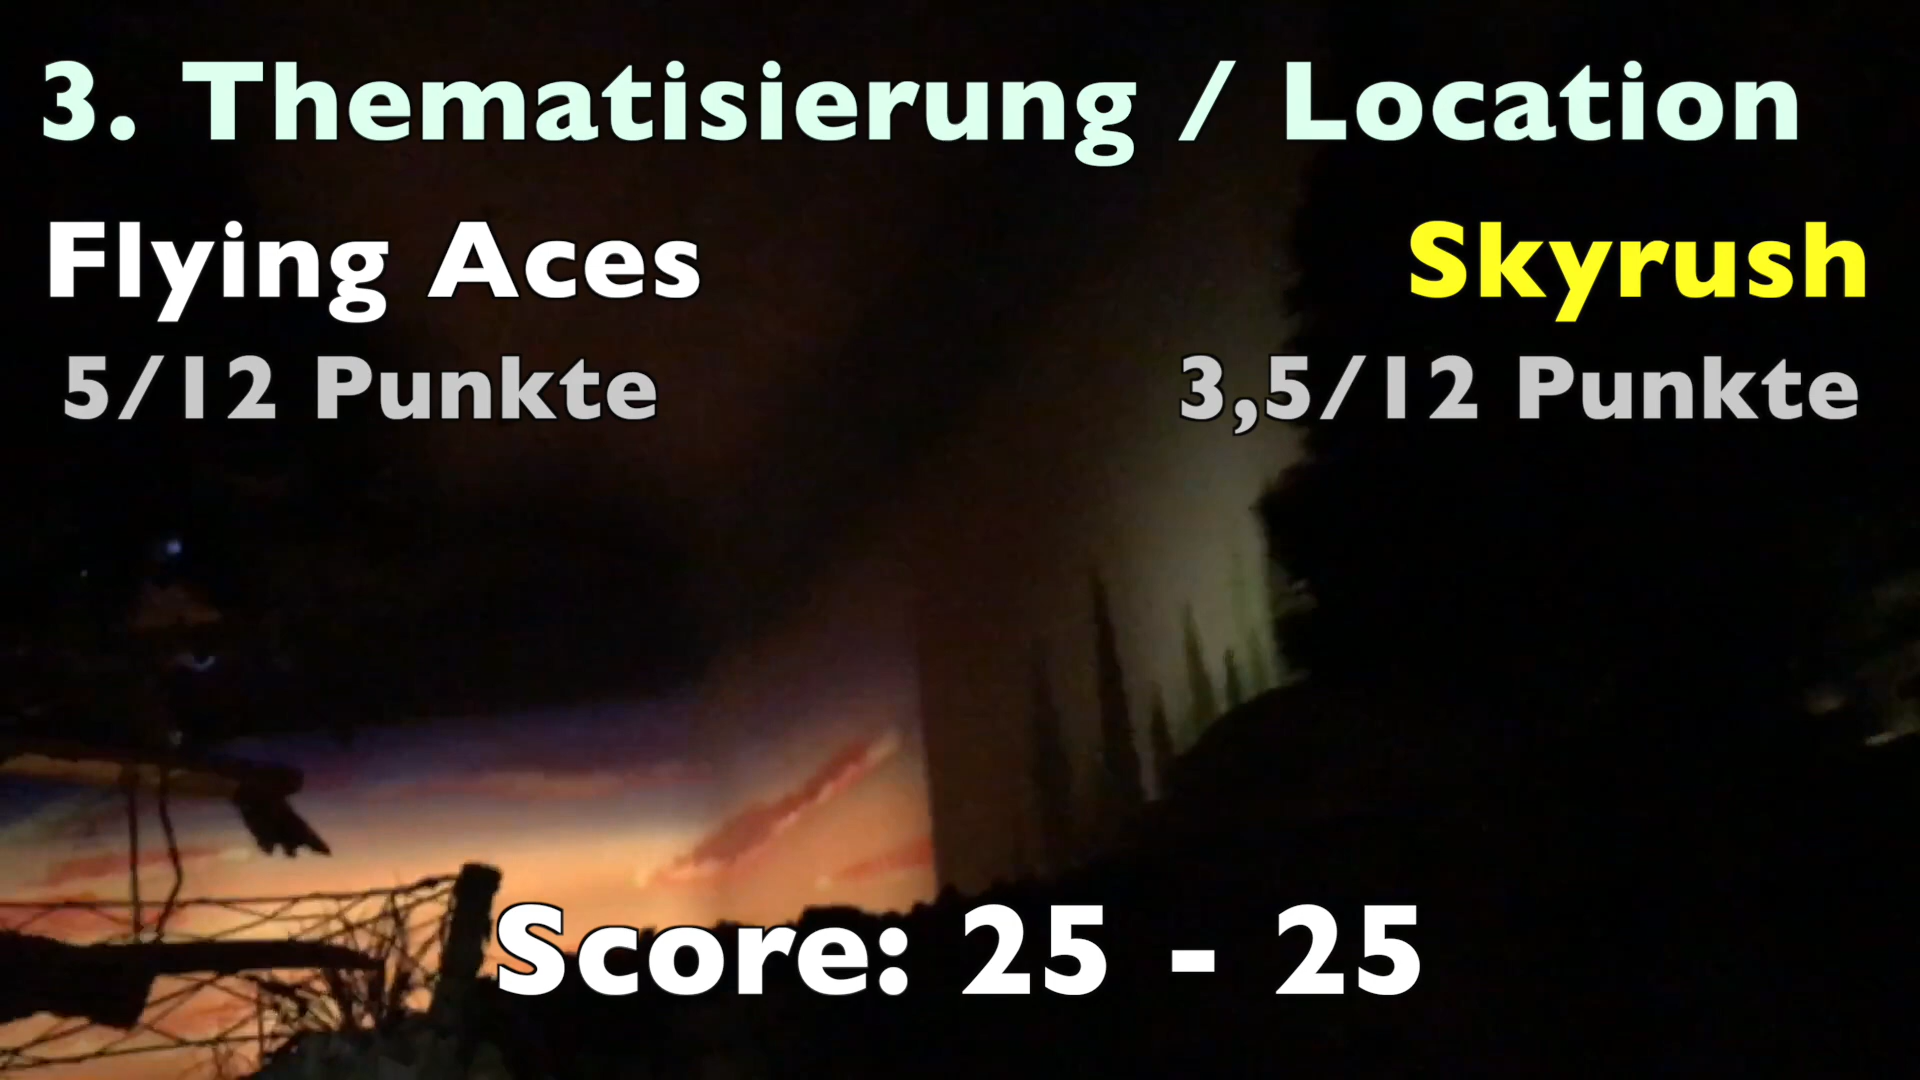 3. Thematisierung / Location
Flying Aces
Skyrush
5/12 Punkte
3,5/12 Punkte
Score: 25 - 25